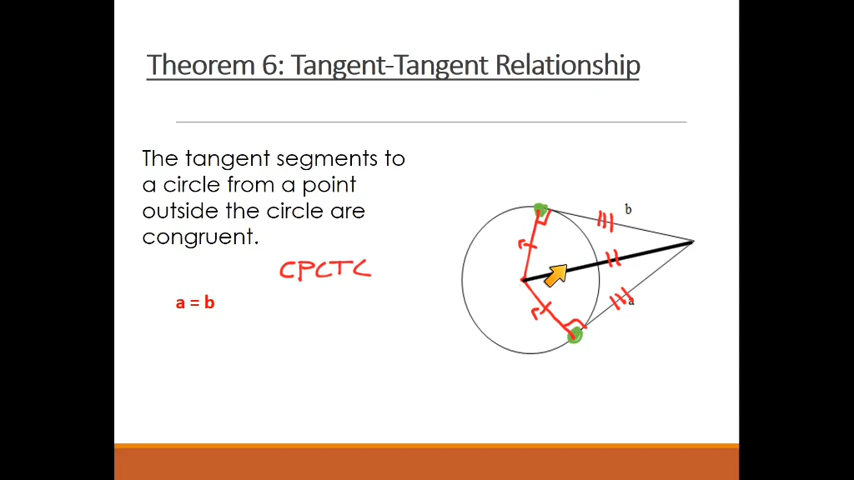 Theorem 6: Tangent-Tangent Relationship
The tangent segments to
a circle from a point
outside the circle are
congruent.
CPCTC
a = b
b
a